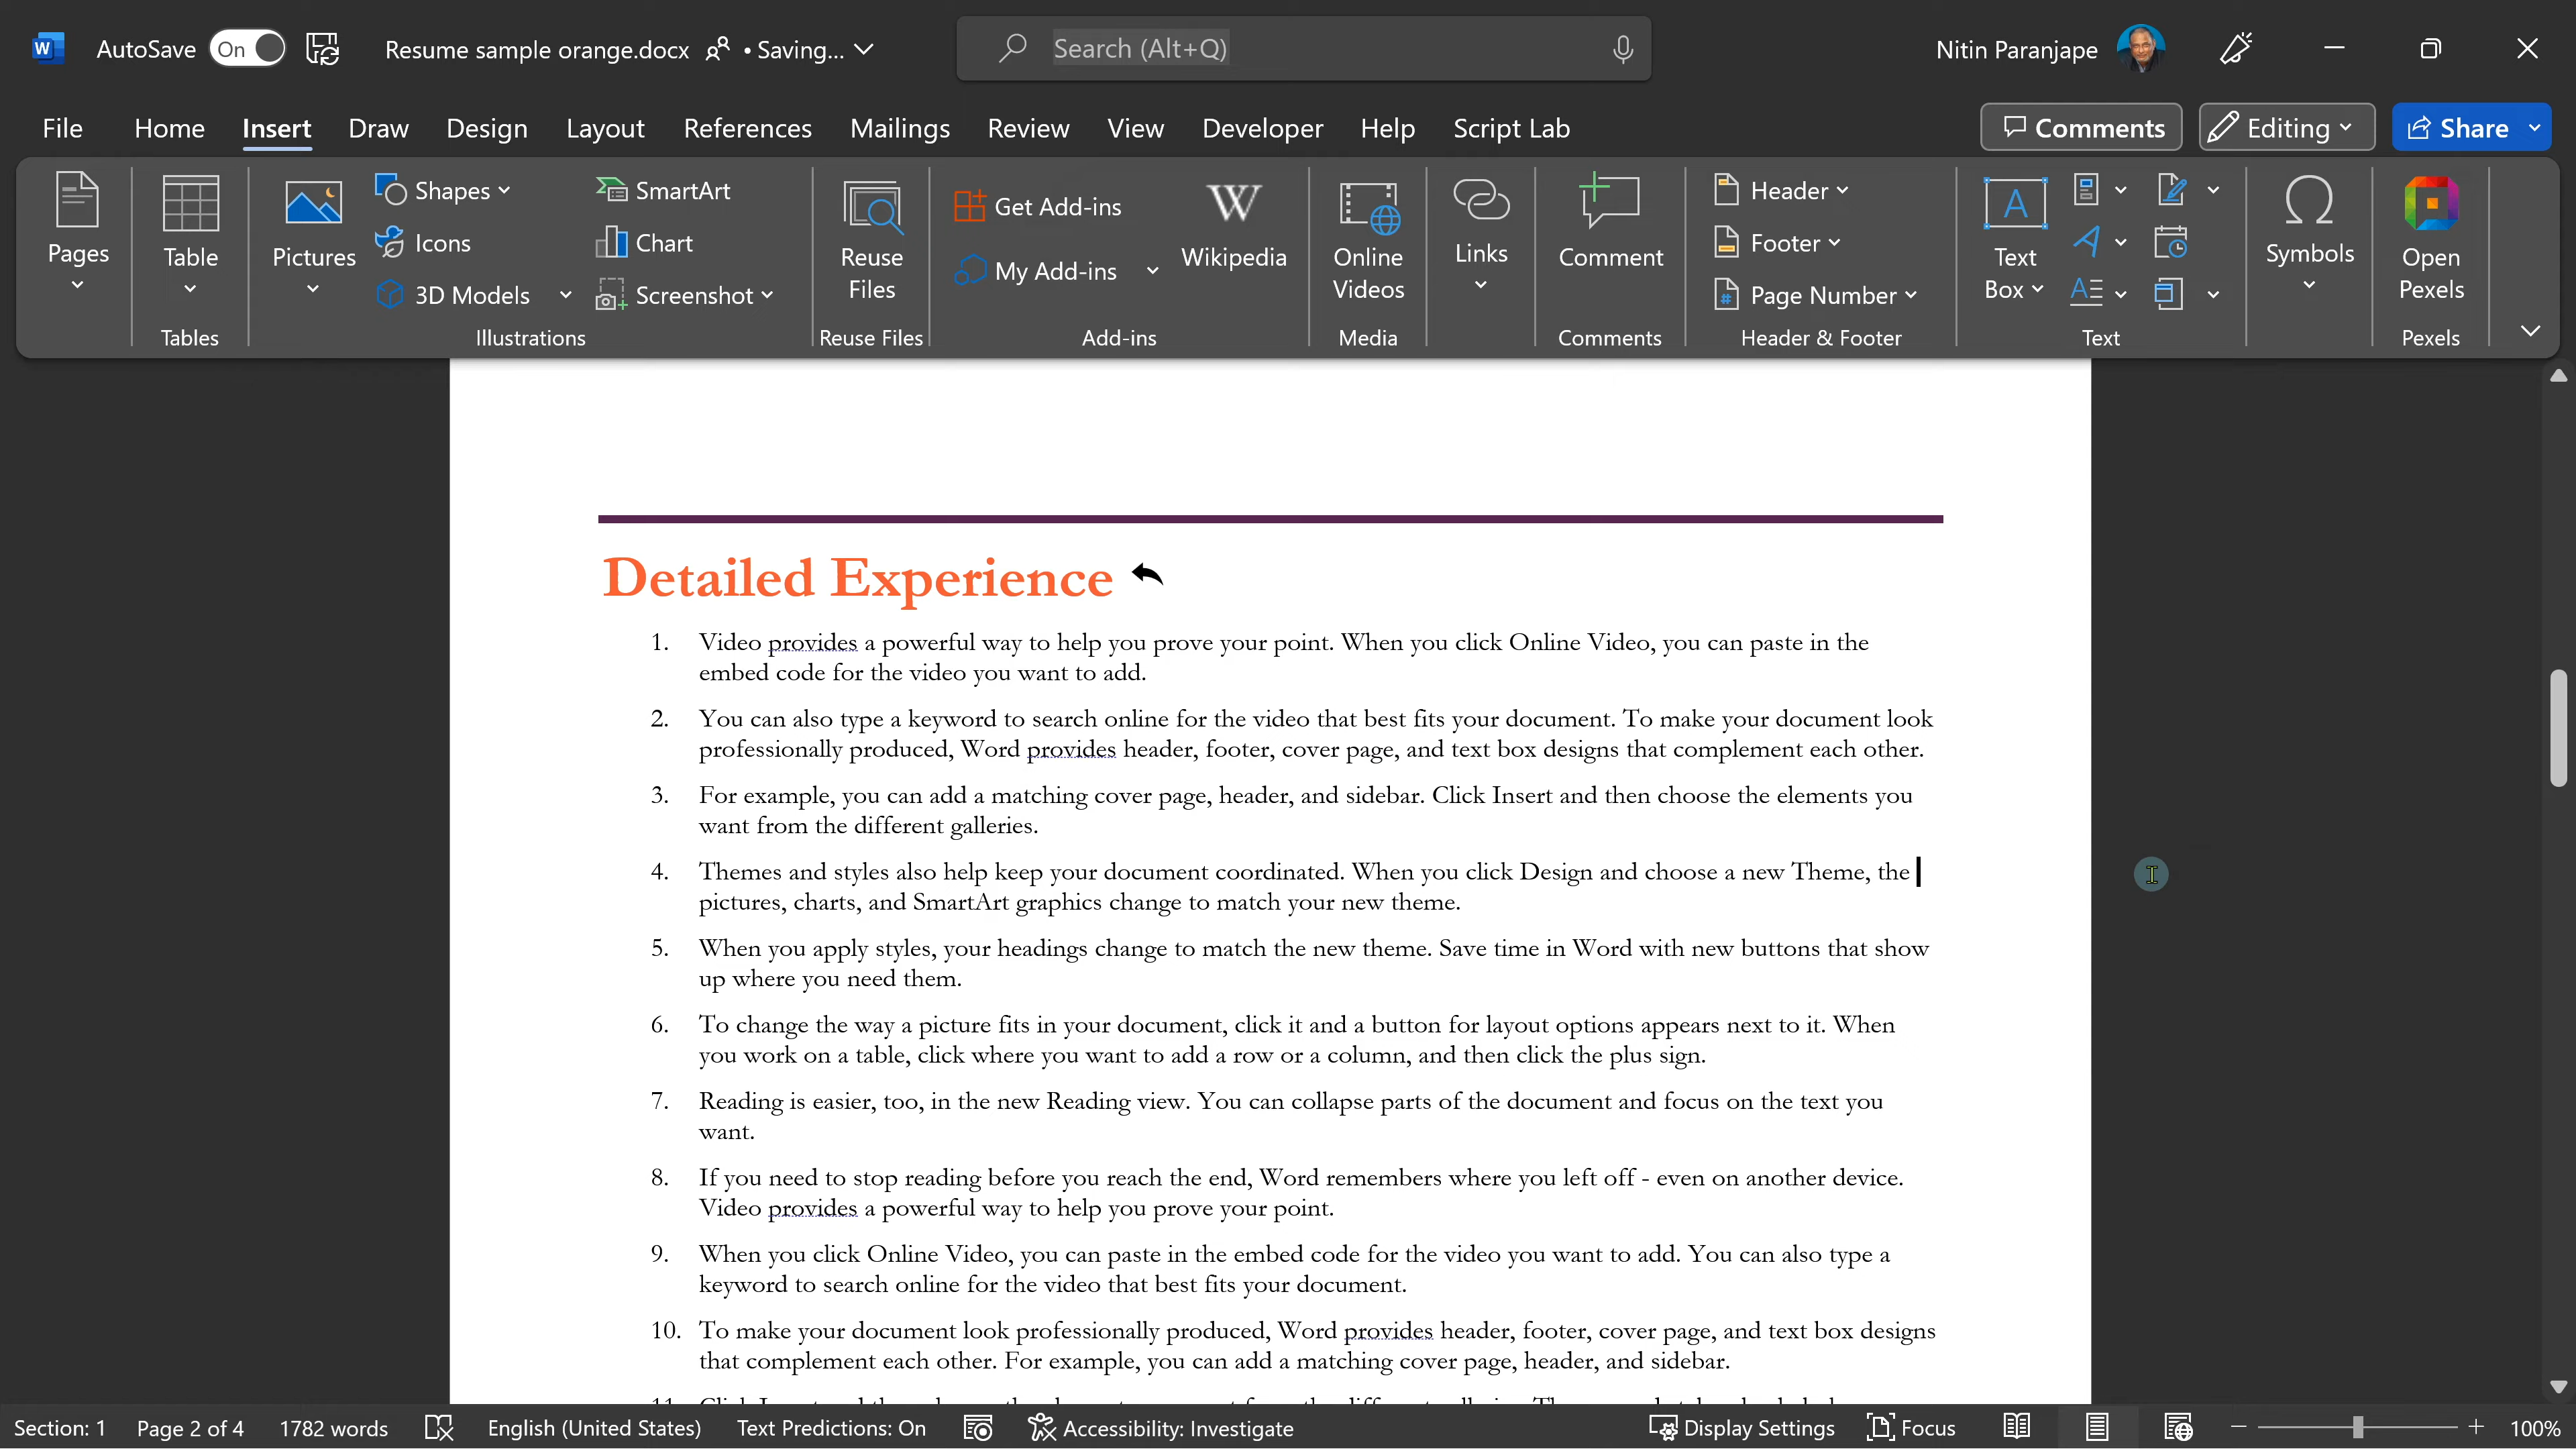 AutoSave On Resume sample orange.docx • Saving... Search (Alt+Q) Nitin Paranjape
File Home Insert Draw Design Layout References Mailings Review View Developer Help Script Lab Comments Editing Share
Pages
Table
Tables
Pictures
Shapes
Icons
3D Models
SmartArt
Chart
Screenshot
Illustrations
Reuse
Files
Reuse Files
Get Add-ins
My Add-ins
Wikipedia
Add-ins
Online
Videos
Media
Links
Comment
Comments
Header
Footer
Page Number
Header & Footer
Text
Box
Text
Symbols
Open
Pexels
Pexels
Detailed Experience
1. Video provides a powerful way to help you prove your point. When you click Online Video, you can paste in the
embed code for the video you want to add.
2. You can also type a keyword to search online for the video that best fits your document. To make your document look
professionally produced, Word provides header, footer, cover page, and text box designs that complement each other.
3. For example, you can add a matching cover page, header, and sidebar. Click Insert and then choose the elements you
want from the different galleries.
4. Themes and styles also help keep your document coordinated. When you click Design and choose a new Theme, the
pictures, charts, and SmartArt graphics change to match your new theme.
5. When you apply styles, your headings change to match the new theme. Save time in Word with new buttons that show
up where you need them.
6. To change the way a picture fits in your document, click it and a button for layout options appears next to it. When
you work on a table, click where you want to add a row or a column, and then click the plus sign.
7. Reading is easier, too, in the new Reading view. You can collapse parts of the document and focus on the text you
want.
8. If you need to stop reading before you reach the end, Word remembers where you left off - even on another device.
Video provides a powerful way to help you prove your point.
9. When you click Online Video, you can paste in the embed code for the video you want to add. You can also type a
keyword to search online for the video that best fits your document.
10. To make your document look professionally produced, Word provides header, footer, cover page, and text box designs
that complement each other. For example, you can add a matching cover page, header, and sidebar.
Section: 1 Page 2 of 4 1782 words English (United States) Text Predictions: On Accessibility: Investigate Display Settings Focus 100%